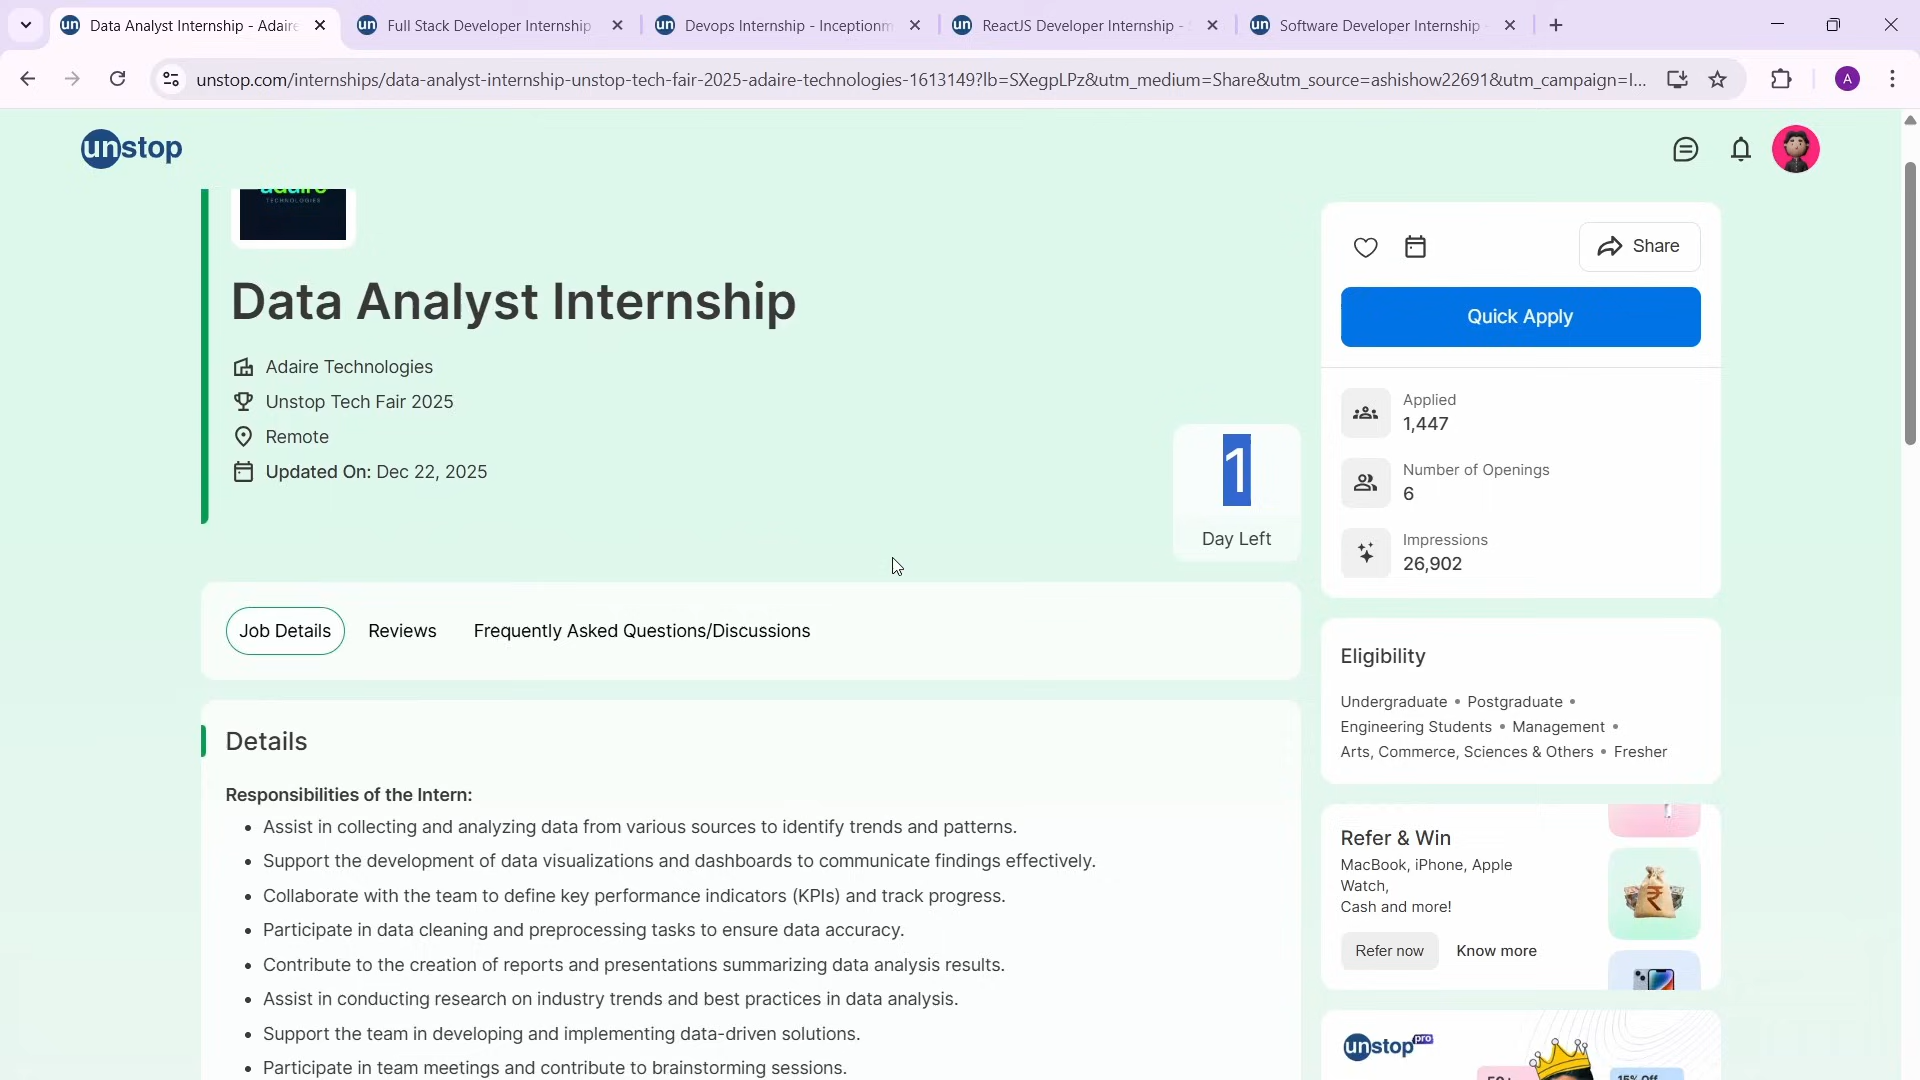 un Data Analyst Internship - Adaire
un Full Stack Developer Internship
un Devops Internship - Inceptionm
un ReactJS Developer Internship -
un Software Developer Internship
unstop.com/internships/data-analyst-internship-unstop-tech-fair-2025-adaire-technologies-1613149?lb=SXegpLPz&utm_medium=Share&utm_source=ashishow22691&utm_campaign=I...
A
unstop
adaire
TECHNOLOGIES
Data Analyst Internship
Adaire Technologies
Unstop Tech Fair 2025
Remote
Updated On: Dec 22, 2025
1
Day Left
Share
Quick Apply
Applied
1,447
Number of Openings
6
Impressions
26,902
Job Details
Reviews
Frequently Asked Questions/Discussions
Eligibility
Undergraduate • Postgraduate •
Engineering Students • Management •
Arts, Commerce, Sciences & Others • Fresher
Details
Responsibilities of the Intern:
• Assist in collecting and analyzing data from various sources to identify trends and patterns.
• Support the development of data visualizations and dashboards to communicate findings effectively.
• Collaborate with the team to define key performance indicators (KPIs) and track progress.
• Participate in data cleaning and preprocessing tasks to ensure data accuracy.
• Contribute to the creation of reports and presentations summarizing data analysis results.
• Assist in conducting research on industry trends and best practices in data analysis.
• Support the team in developing and implementing data-driven solutions.
• Participate in team meetings and contribute to brainstorming sessions.
Refer & Win
MacBook, iPhone, Apple
Watch,
Cash and more!
Refer now
Know more
₹
unstop pro
15% Off